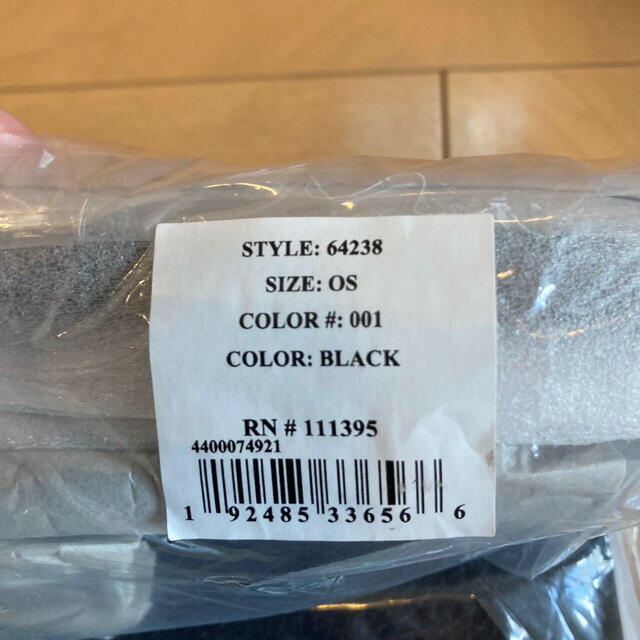 STYLE: 64238
SIZE: OS
COLOR #: 001
COLOR: BLACK
RN # 111395
4400074921
1 92485 33656 6